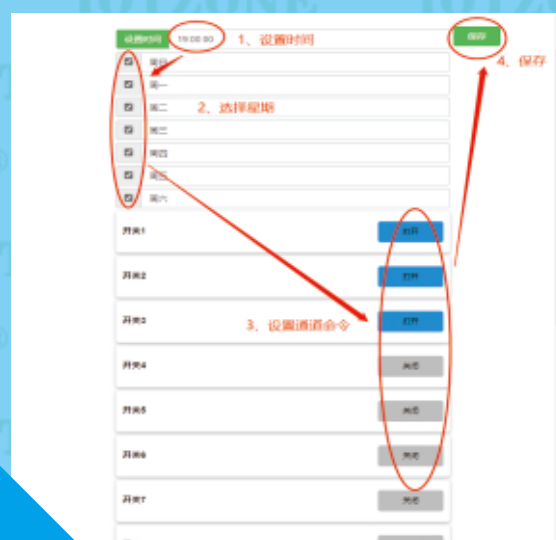 IOTZONE
设置时间 19:00:00 1、设置时间 保存
4、保存
周日
周一
周二 2、选择星期
周三
周四
周五
周六
开关1 打开
开关2 打开
开关3 打开
3、设置通道命令
开关4 关闭
开关5 关闭
开关6 关闭
开关7 关闭